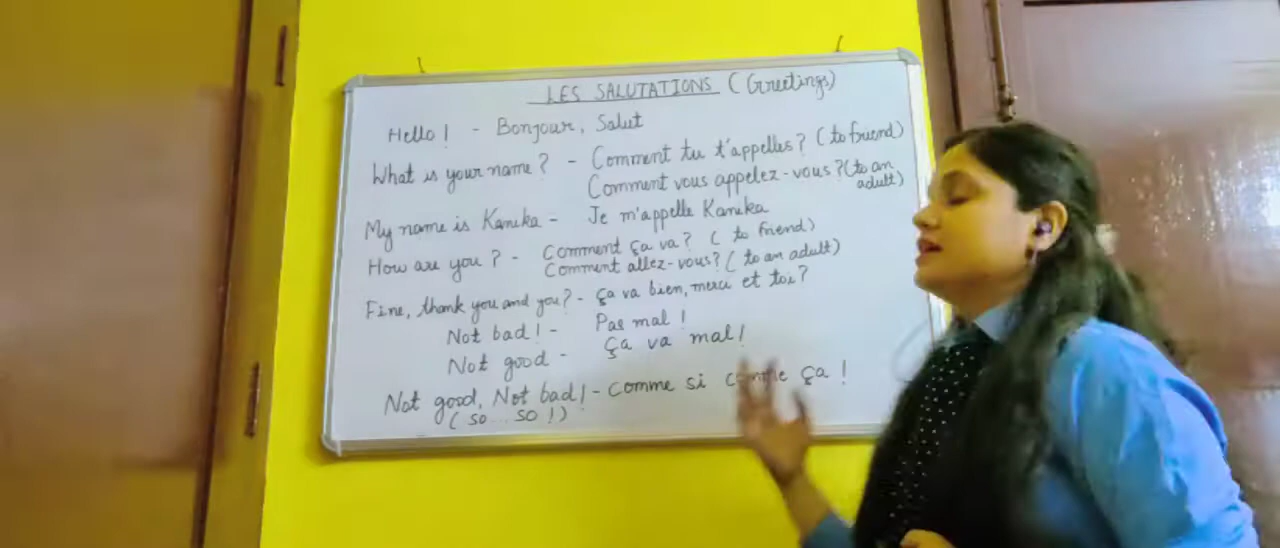 LES SALUTATIONS (Greetings)
Hello! - Bonjour, Salut
What is your name? - Comment tu t'appelles? (to friend)
Comment vous appelez-vous? (to an adult)
My name is Kanika - Je m'appelle Kanika
How are you? - Comment ça va? (to friend)
Comment allez-vous? (to an adult)
Fine, thank you and you? - ça va bien, merci et toi?
Not bad! - Pas mal!
Not good - Ça va mal!
Not good, Not bad! - Comme si comme ça!
(so...so!)